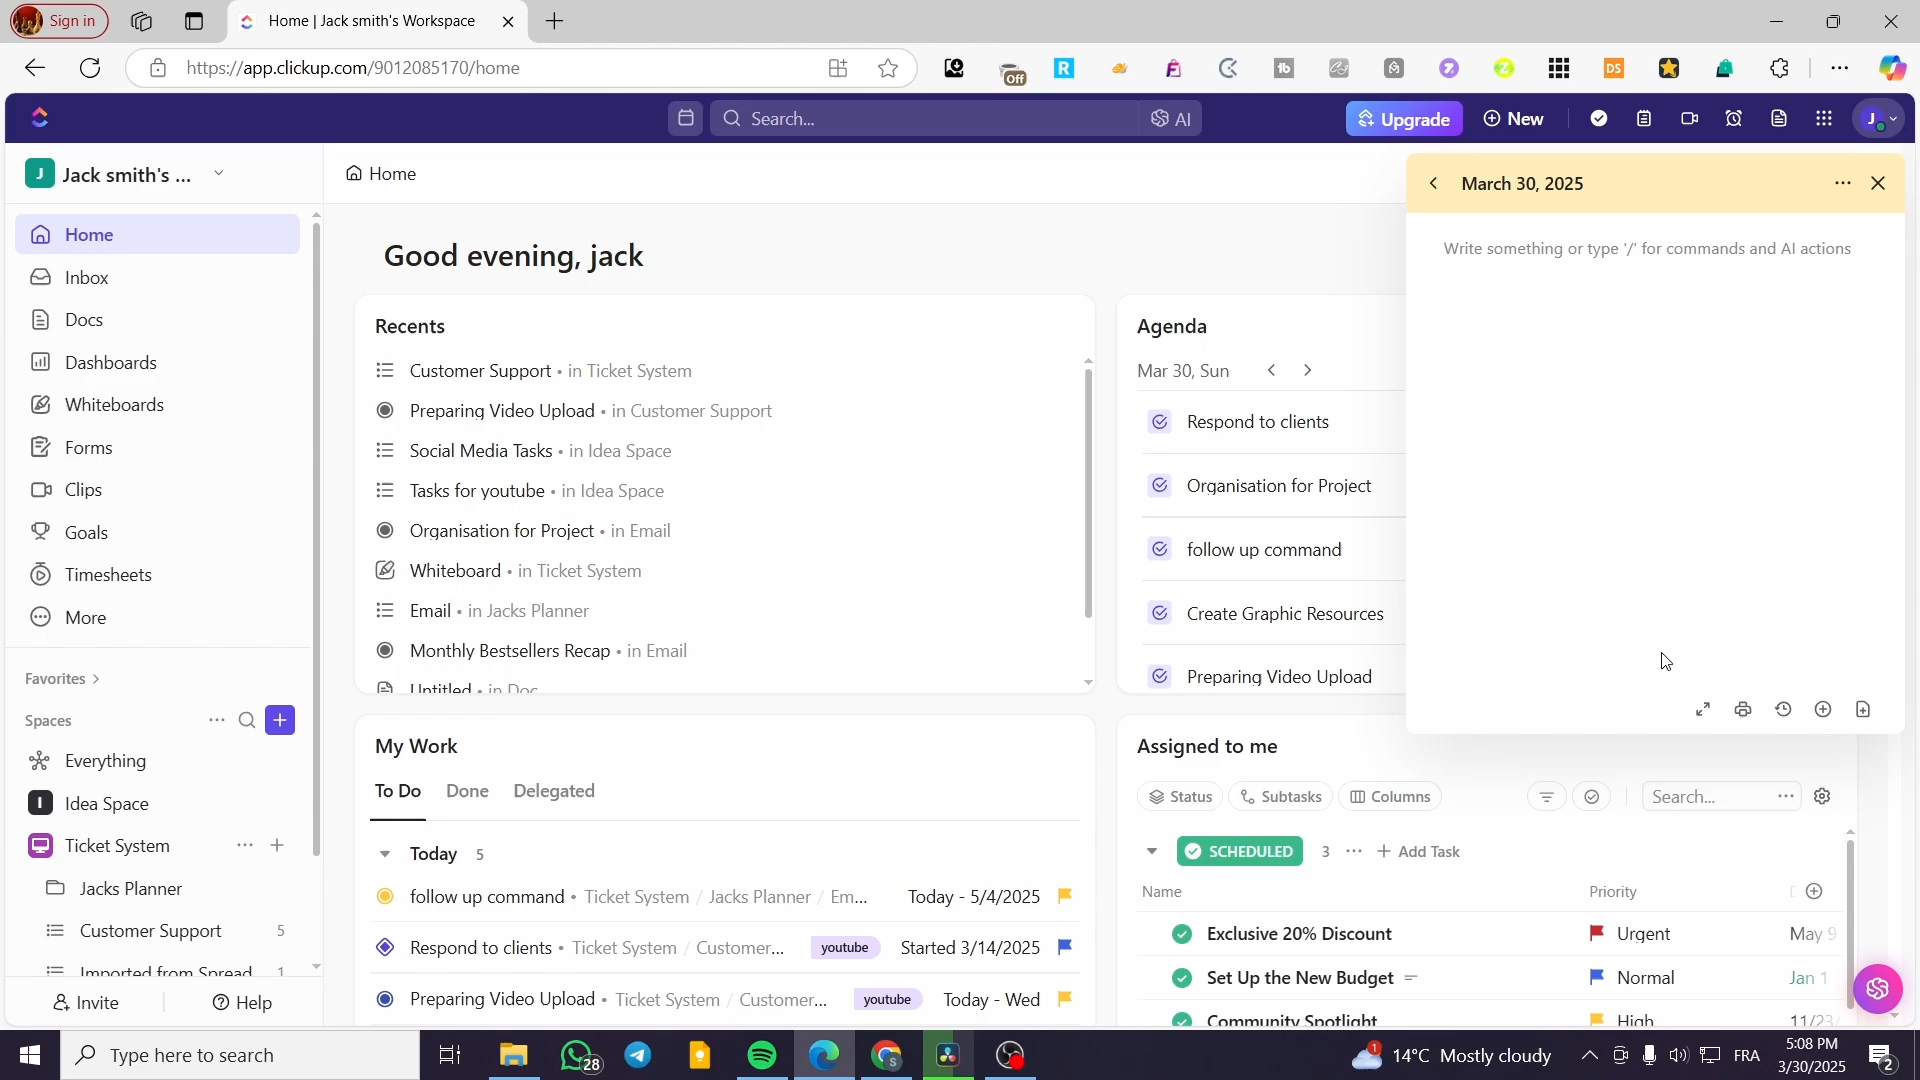 Sign in
Home | Jack smith's Workspace
https://app.clickup.com/9012085170/home
Off
R
tb
DS
Search...
AI
Upgrade
New
J
J Jack smith's ...
Home
Inbox
Docs
Dashboards
Whiteboards
Forms
Clips
Goals
Timesheets
More
Favorites
Spaces
Everything
I Idea Space
Ticket System
Jacks Planner
Customer Support 5
Imported from Spread 1
Invite
Help
Home
Good evening, jack
Recents
Customer Support • in Ticket System
Preparing Video Upload • in Customer Support
Social Media Tasks • in Idea Space
Tasks for youtube • in Idea Space
Organisation for Project • in Email
Whiteboard • in Ticket System
Email • in Jacks Planner
Monthly Bestsellers Recap • in Email
Untitled • in Doc
Agenda
Mar 30, Sun
Respond to clients
Organisation for Project
follow up command
Create Graphic Resources
Preparing Video Upload
March 30, 2025
Write something or type '/' for commands and AI actions
My Work
To Do Done Delegated
Today 5
follow up command • Ticket System / Jacks Planner / Em... Today - 5/4/2025
Respond to clients • Ticket System / Customer... youtube Started 3/14/2025
Preparing Video Upload • Ticket System / Customer... youtube Today - Wed
Assigned to me
Status Subtasks Columns Search...
SCHEDULED 3 ... + Add Task
Name Priority
Exclusive 20% Discount Urgent May 9
Set Up the New Budget Normal Jan 1
Community Spotlight High 11/23/
Type here to search
28
1
14°C Mostly cloudy
FRA
5:08 PM
3/30/2025
2